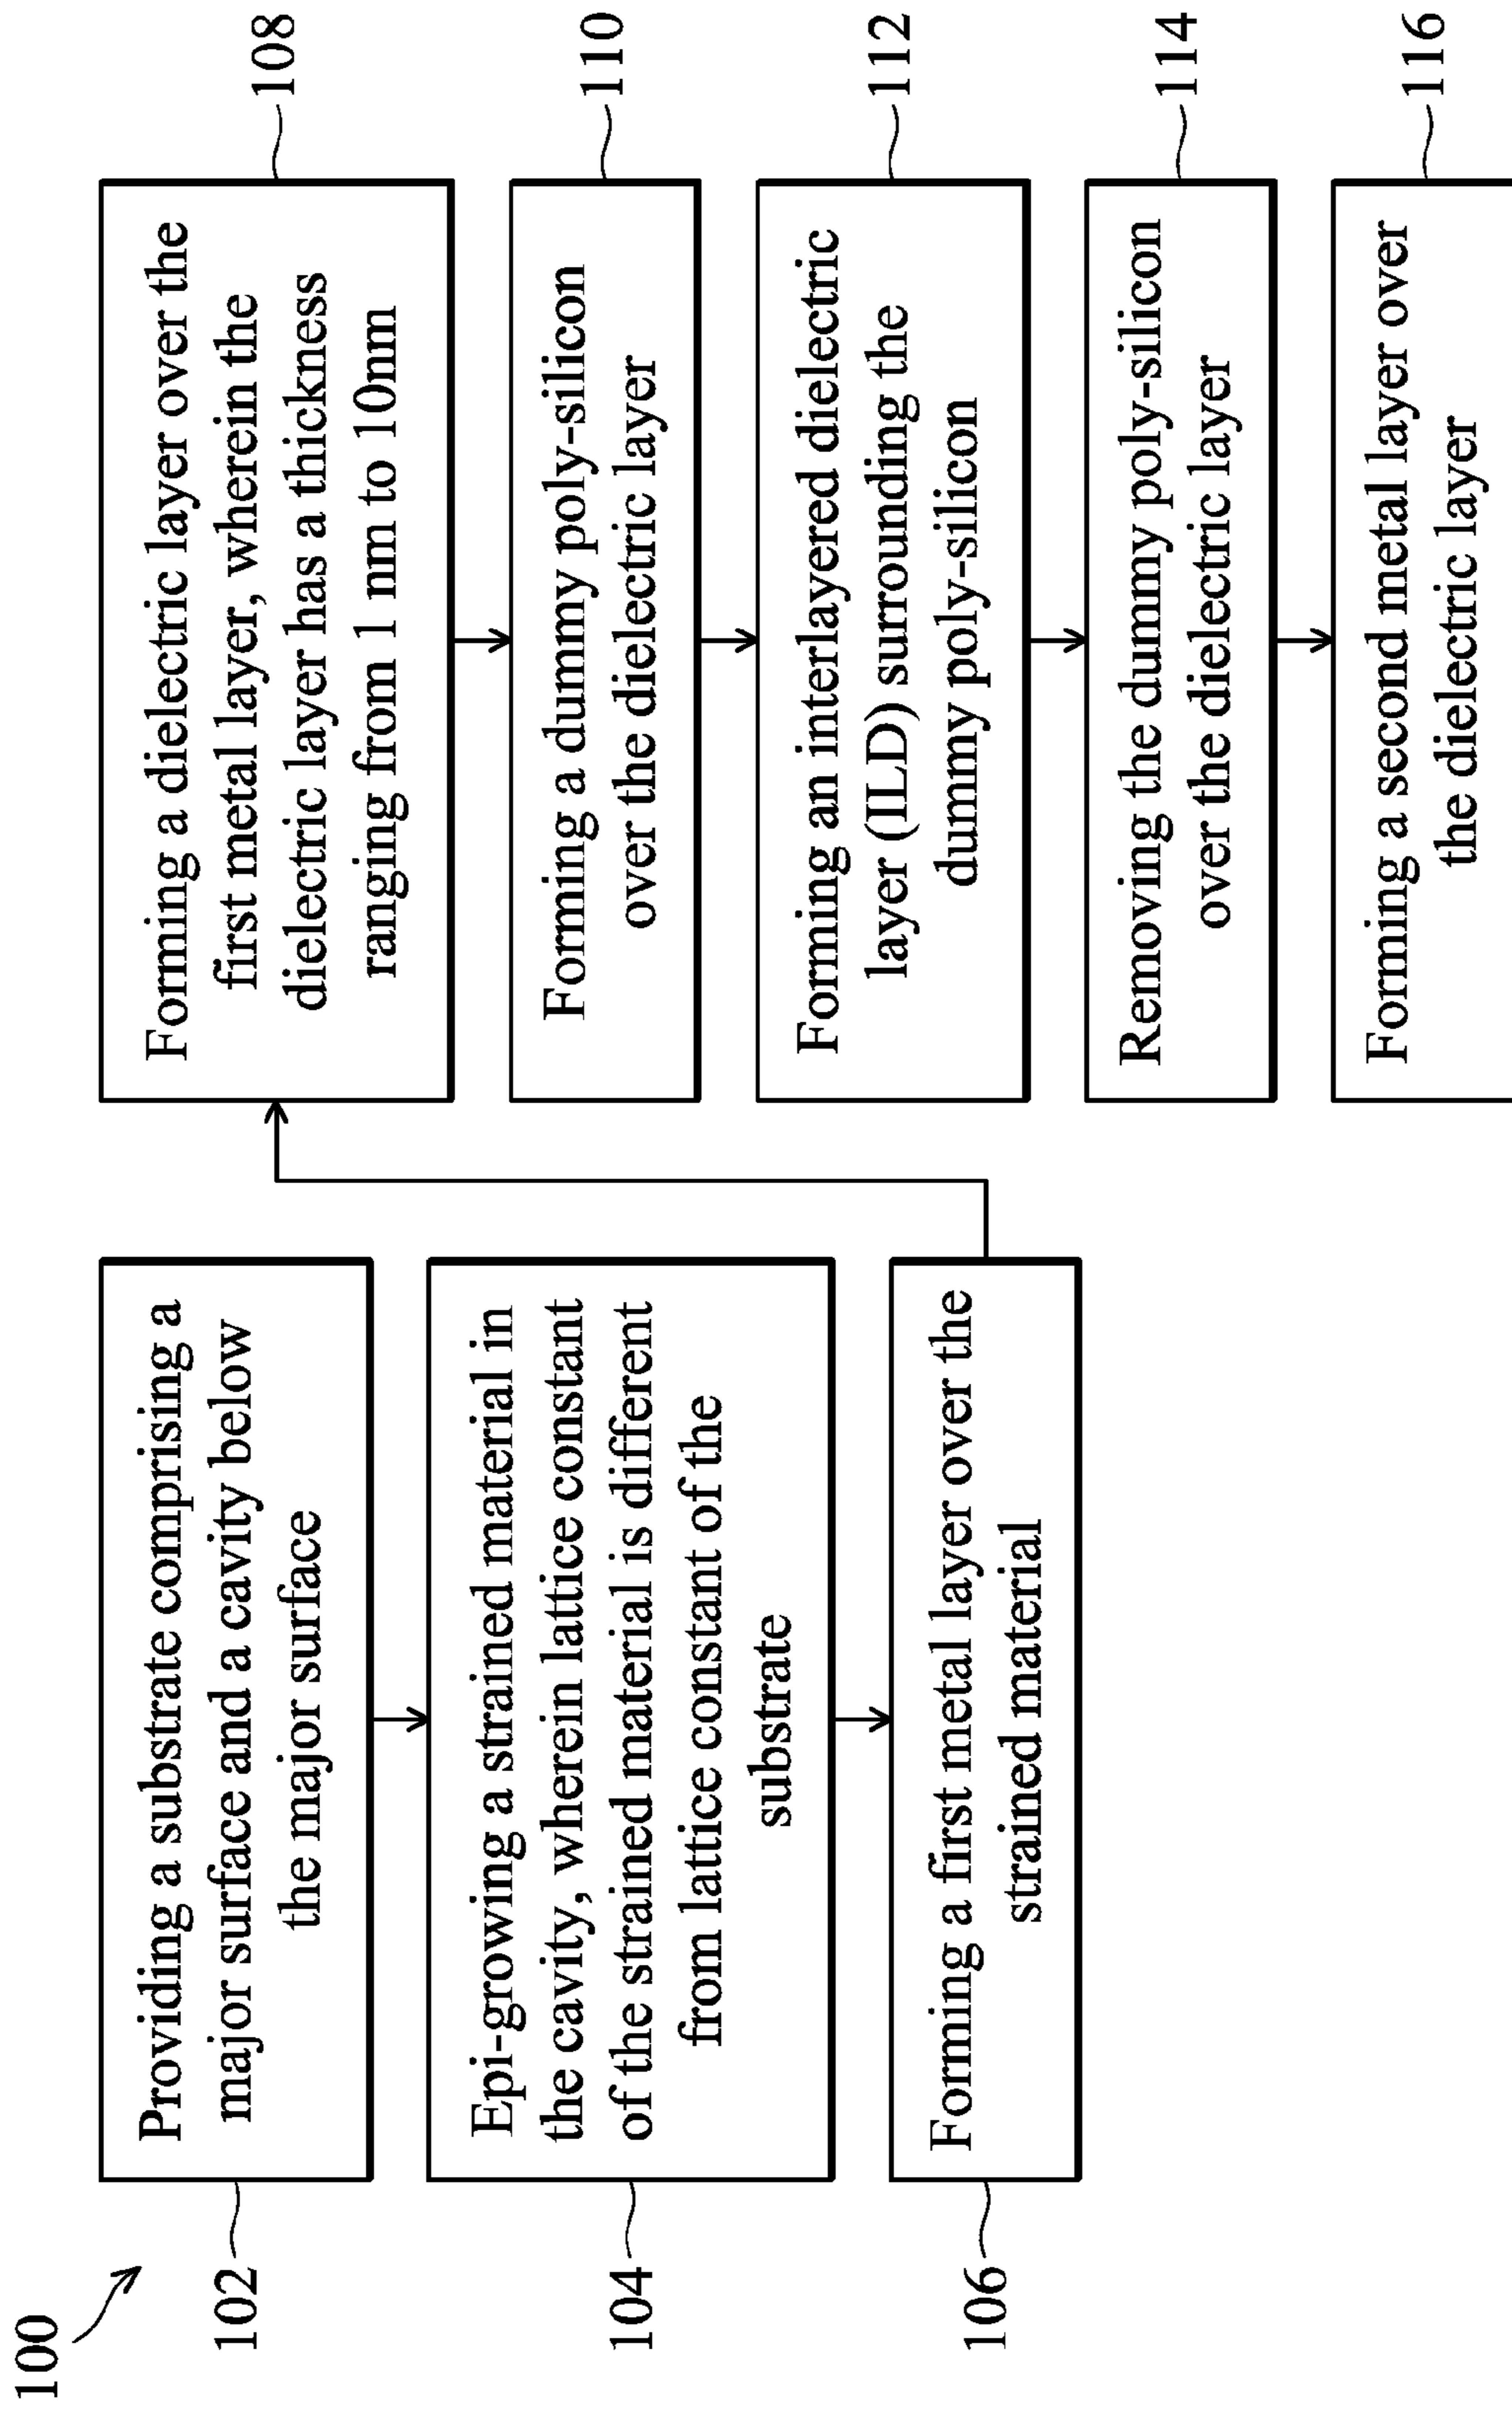 100
102
Providing a substrate comprising a
major surface and a cavity below
the major surface
104
Epi-growing a strained material in
the cavity, wherein lattice constant
of the strained material is different
from lattice constant of the
substrate
106
Forming a first metal layer over the
strained material
Forming a dielectric layer over the
first metal layer, wherein the
dielectric layer has a thickness
ranging from 1 nm to 10nm
108
Forming a dummy poly-silicon
over the dielectric layer
110
Forming an interlayered dielectric
layer (ILD) surrounding the
dummy poly-silicon
112
Removing the dummy poly-silicon
over the dielectric layer
114
Forming a second metal layer over
the dielectric layer
116